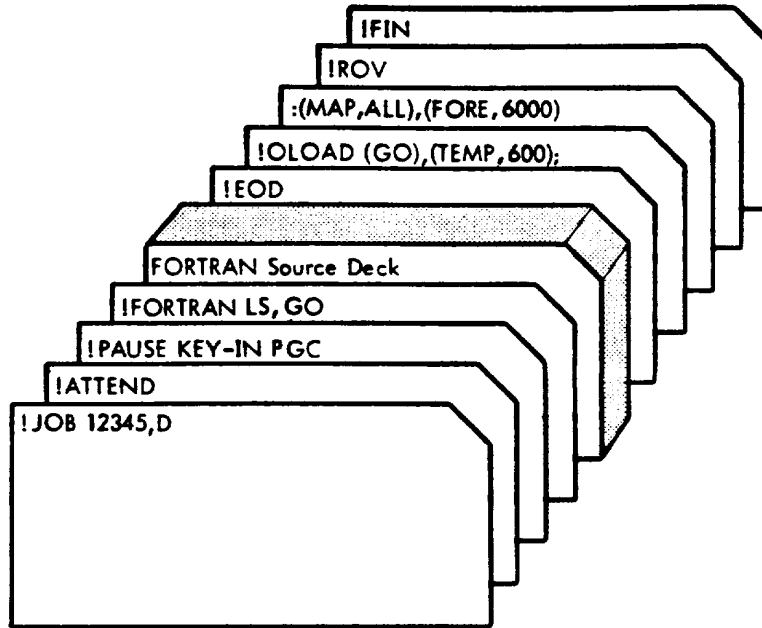 !FIN
!ROV
:(MAP,ALL),(FORE,6000)
!OLOAD (GO),(TEMP,600);
!EOD
FORTRAN Source Deck
!FORTRAN LS,GO
!PAUSE KEY-IN PGC
!ATTEND
!JOB 12345,D